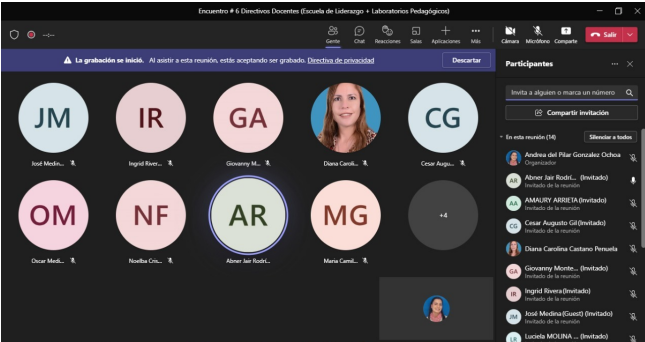 Encuentro # 6 Directivos Docentes (Escuela de Liderazgo + Laboratorios Pedagógicos)
--:--
Gente Chat Reacciones Salas Aplicaciones Más Cámara Micrófono Comparte Salir
La grabación se inició. Al asistir a esta reunión, estás aceptando ser grabado. Directiva de privacidad Descartar
JM IR GA CG
José Medin... Ingrid River... Giovanny M... Diana Caroli... Cesar Augu...
OM NF AR MG +4
Oscar Medi... Noelba Cris... Abner Jair Rodrí... Maria Camil...
Participantes
Invita a alguien o marca un número
Compartir invitación
En esta reunión (14) Silenciar a todos
Andrea del Pilar Gonzalez Ochoa
Organizador
AR Abner Jair Rodrí... (Invitado)
Invitado de la reunión
AA AMAURY ARRIETA (Invitado)
Invitado de la reunión
CG Cesar Augusto Gil (Invitado)
Invitado de la reunión
Diana Carolina Castano Penuela
GA Giovanny Monte... (Invitado)
Invitado de la reunión
IR Ingrid Rivera (Invitado)
Invitado de la reunión
JM José Medina (Guest) (Invitado)
Invitado de la reunión
LR Luciela MOLINA ... (Invitado)
Invitado de la reunión